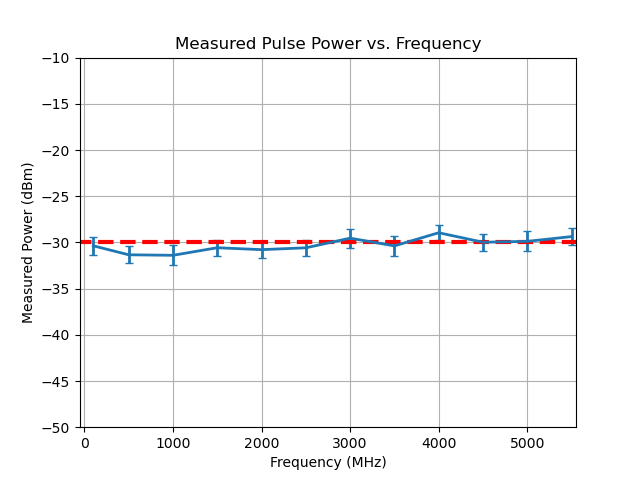 Measured Pulse Power vs. Frequency
Measured Power (dBm)
−10
−15
−20
−25
−30
−35
−40
−45
−50
0 1000 2000 3000 4000 5000
Frequency (MHz)